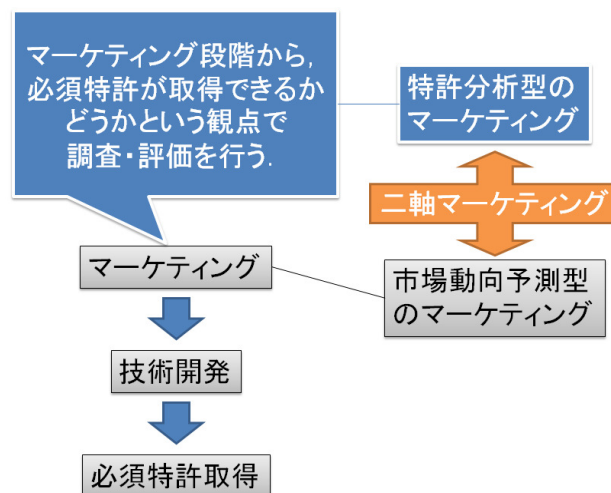 マーケティング段階から,
必須特許が取得できるか
どうかという観点で
調査・評価を行う.
特許分析型の
マーケティング
二軸マーケティング
マーケティング
市場動向予測型
のマーケティング
技術開発
必須特許取得